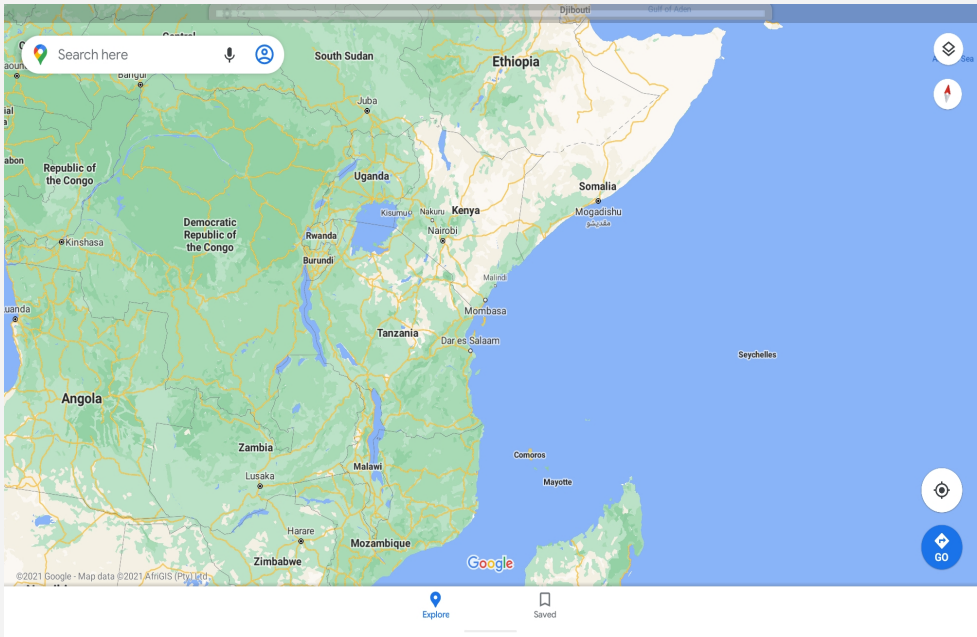 Djibouti
Gulf of Aden
Central
Search here
South Sudan
Ethiopia
Bangui
Juba
Republic of
the Congo
Uganda
Somalia
Mogadishu
مقديشو
Kisumu
Nakuru
Kenya
Nairobi
Democratic
Republic of
the Congo
Rwanda
Kinshasa
Burundi
Malindi
Mombasa
Tanzania
Dar es Salaam
Seychelles
Angola
Zambia
Comoros
Malawi
Lusaka
Mayotte
Harare
Mozambique
Zimbabwe
Google
GO
©2021 Google - Map data ©2021 AfriGIS (Pty) Ltd.
Explore
Saved